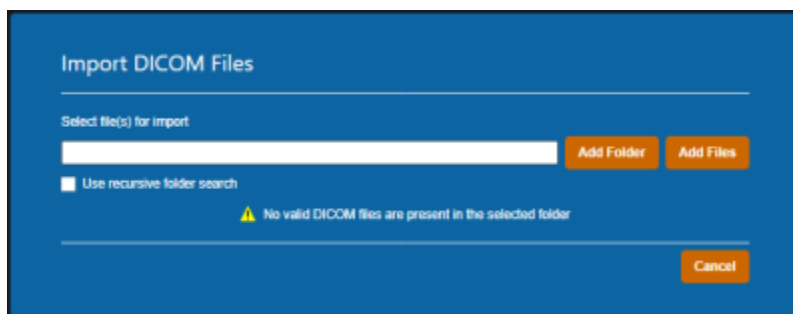 Import DICOM Files
Select file(s) for import
Add Folder
Add Files
Use recursive folder search
No valid DICOM files are present in the selected folder
Cancel